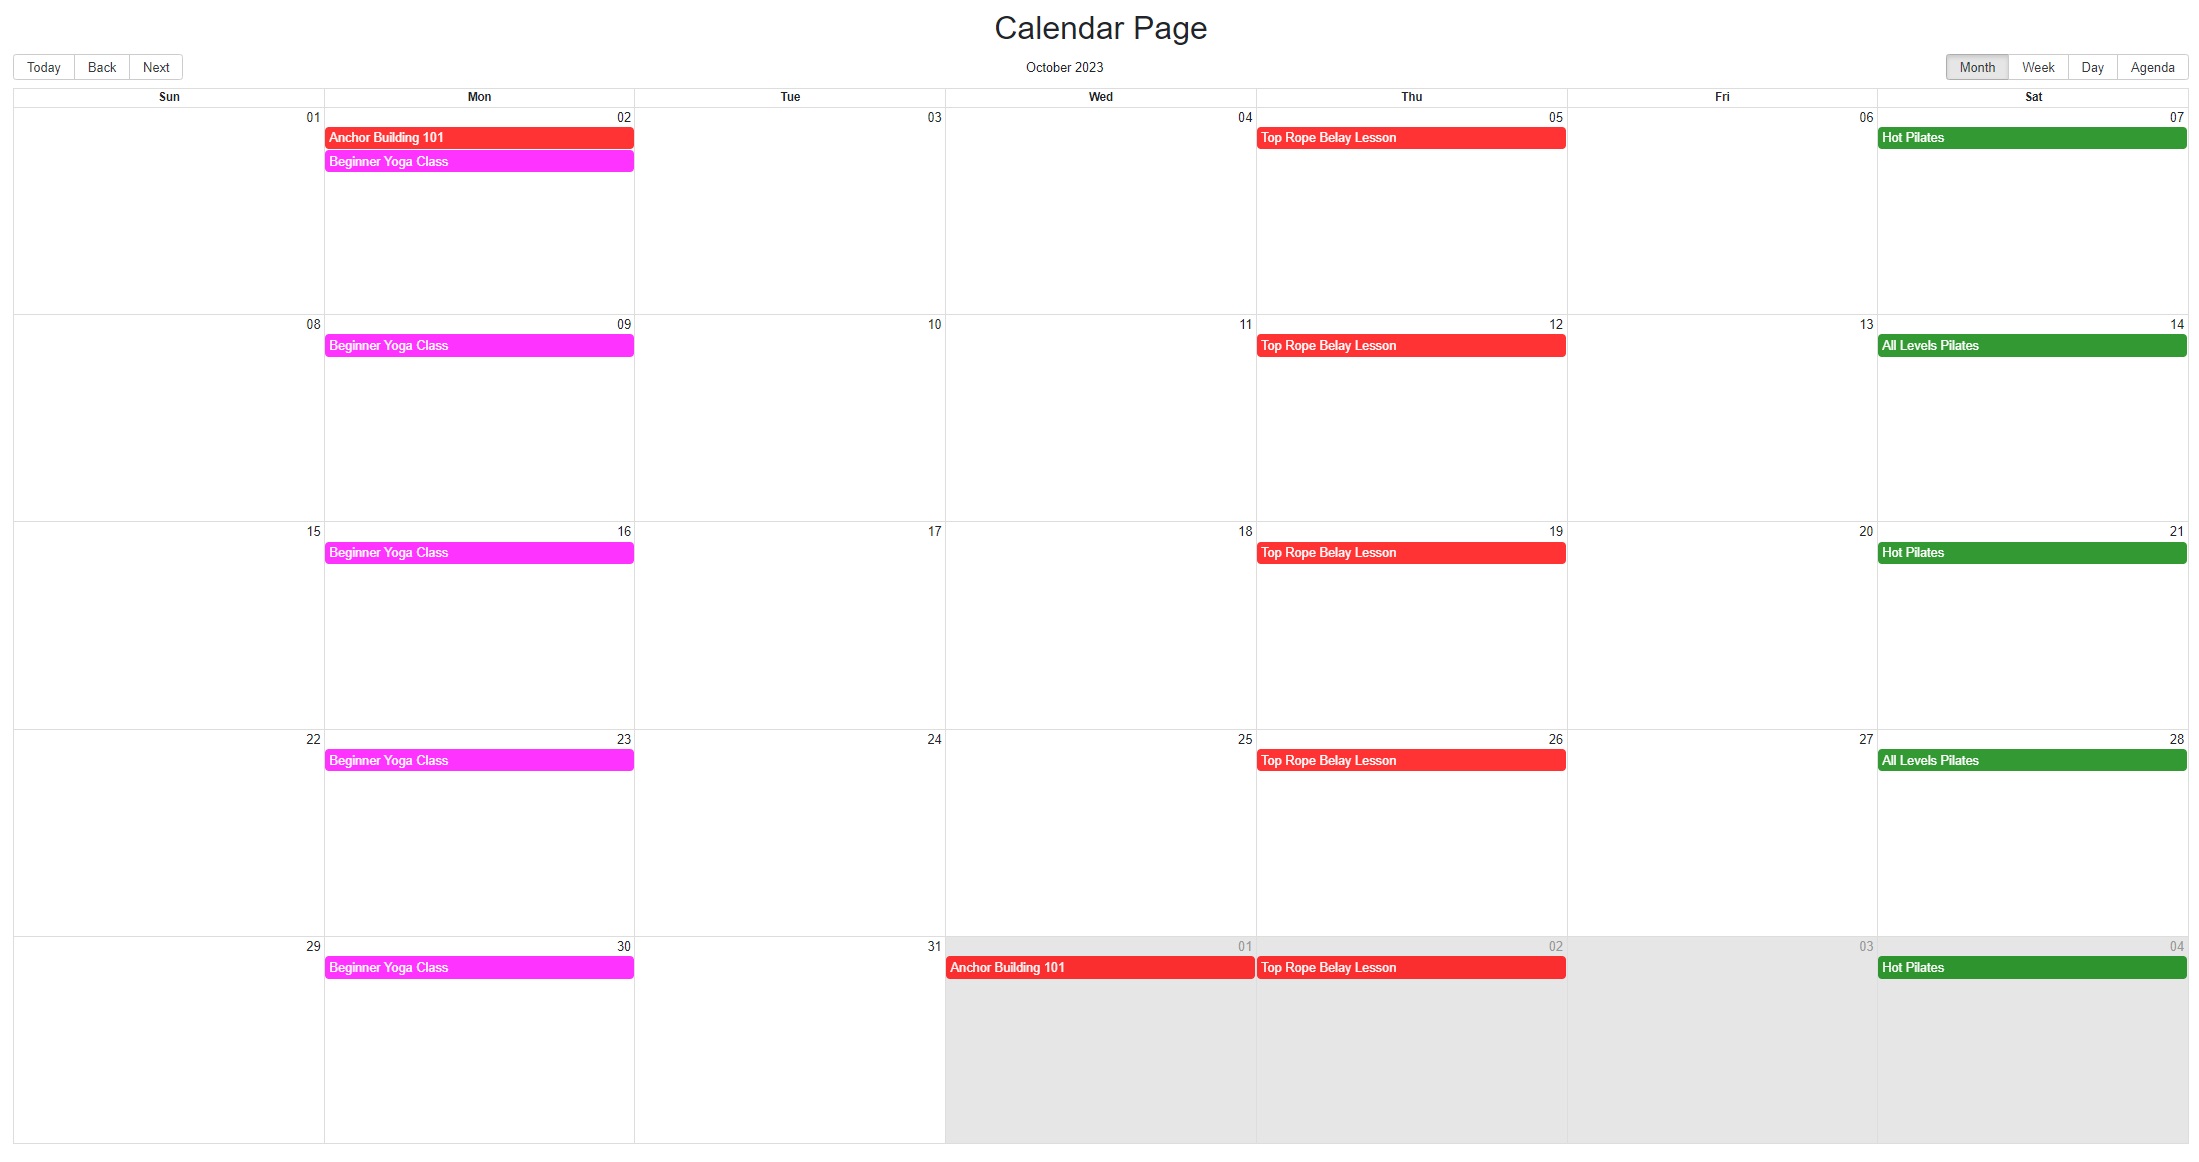 Calendar Page
Today Back Next
October 2023
Month Week Day Agenda
Sun Mon Tue Wed Thu Fri Sat
01 02 03 04 05 06 07
Anchor Building 101 Top Rope Belay Lesson Hot Pilates
Beginner Yoga Class
08 09 10 11 12 13 14
Beginner Yoga Class Top Rope Belay Lesson All Levels Pilates
15 16 17 18 19 20 21
Beginner Yoga Class Top Rope Belay Lesson Hot Pilates
22 23 24 25 26 27 28
Beginner Yoga Class Top Rope Belay Lesson All Levels Pilates
29 30 31 01 02 03 04
Beginner Yoga Class Anchor Building 101 Top Rope Belay Lesson Hot Pilates